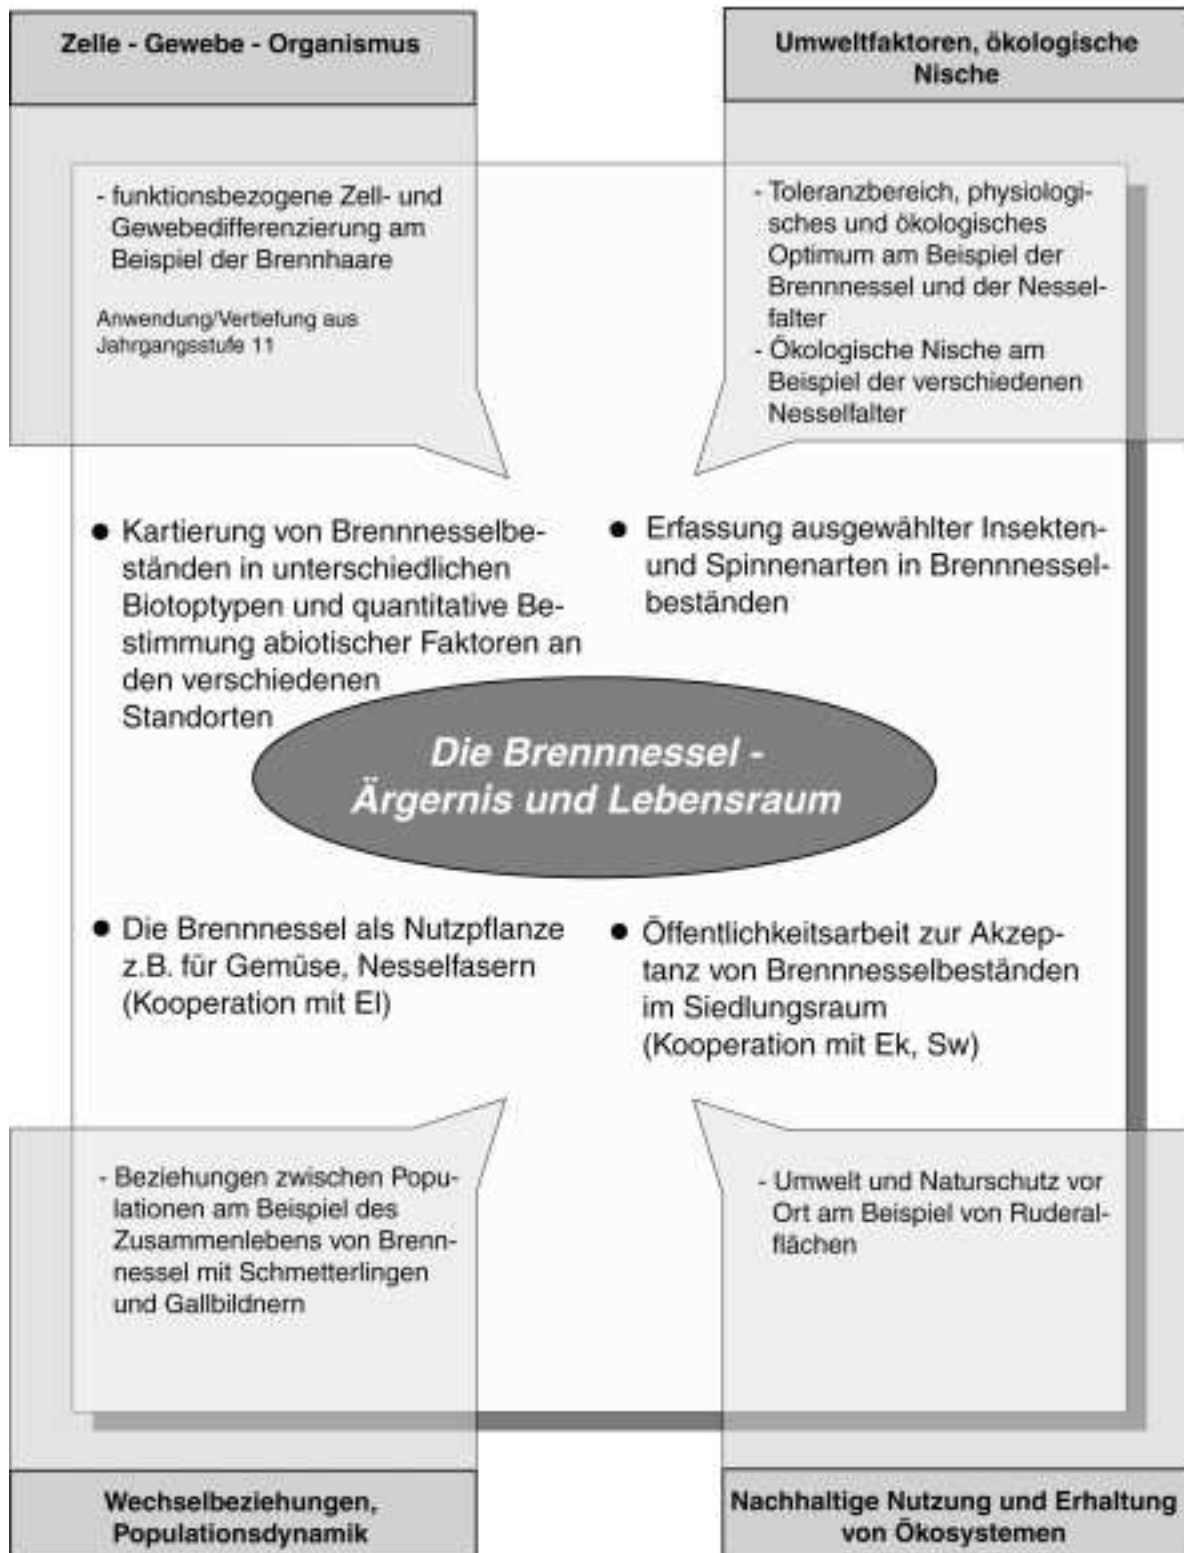 Zelle - Gewebe - Organismus
Umweltfaktoren, ökologische
Nische
- funktionsbezogene Zell- und
Gewebedifferenzierung am
Beispiel der Brennhaare
Anwendung/Vertiefung aus
Jahrgangsstufe 11
- Toleranzbereich, physiologi-
sches und ökologisches
Optimum am Beispiel der
Brennnessel und der Nessel-
falter
- Ökologische Nische am
Beispiel der verschiedenen
Nesselfalter
● Kartierung von Brennnesselbe-
ständen in unterschiedlichen
Biotoptypen und quantitative Be-
stimmung abiotischer Faktoren an
den verschiedenen
Standorten
● Erfassung ausgewählter Insekten-
und Spinnenarten in Brennnessel-
beständen
Die Brennnessel -
Ärgernis und Lebensraum
● Die Brennnessel als Nutzpflanze
z.B. für Gemüse, Nesselfasern
(Kooperation mit El)
● Öffentlichkeitsarbeit zur Akzep-
tanz von Brennnesselbeständen
im Siedlungsraum
(Kooperation mit Ek, Sw)
- Beziehungen zwischen Popu-
lationen am Beispiel des
Zusammenlebens von Brenn-
nessel mit Schmetterlingen
und Gallbildnern
- Umwelt und Naturschutz vor
Ort am Beispiel von Ruderal-
flächen
Wechselbeziehungen,
Populationsdynamik
Nachhaltige Nutzung und Erhaltung
von Ökosystemen